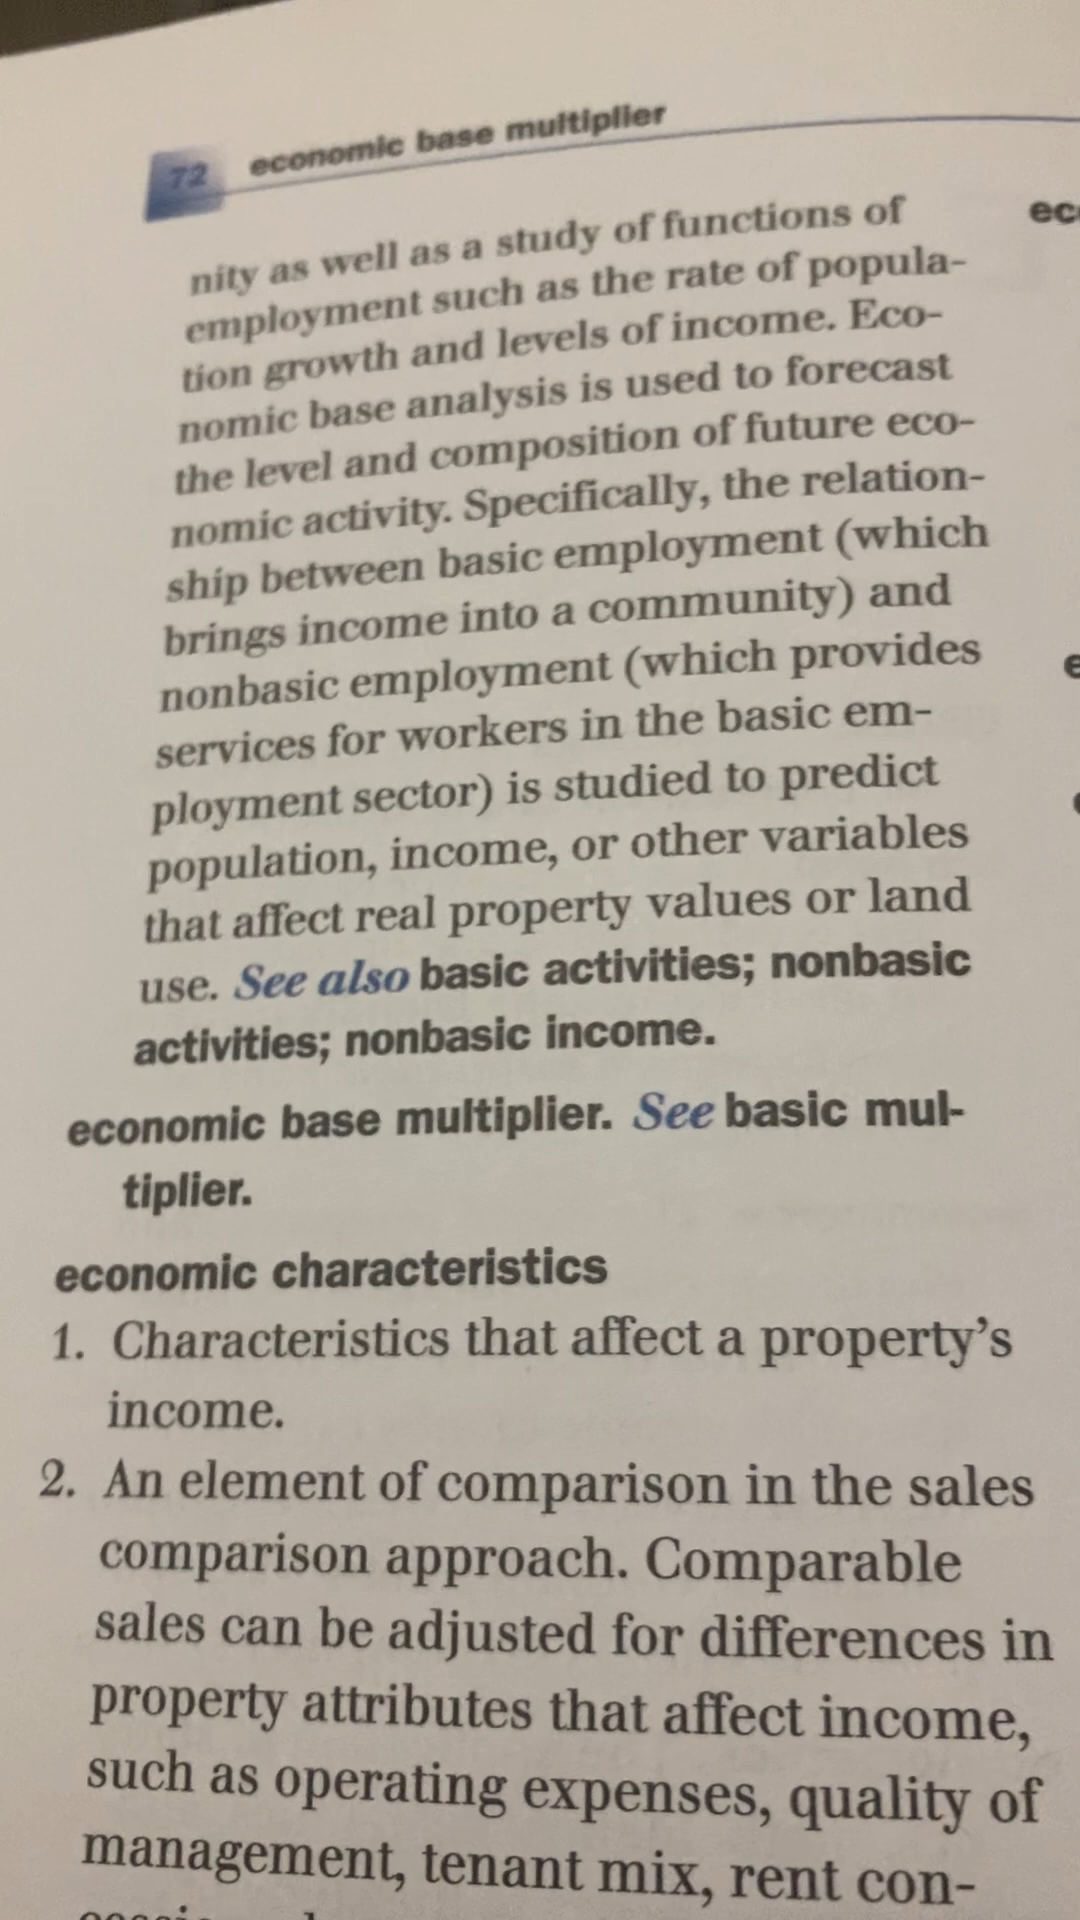 72 economic base multiplier
nity as well as a study of functions of
employment such as the rate of popula-
tion growth and levels of income. Eco-
nomic base analysis is used to forecast
the level and composition of future eco-
nomic activity. Specifically, the relation-
ship between basic employment (which
brings income into a community) and
nonbasic employment (which provides
services for workers in the basic em-
ployment sector) is studied to predict
population, income, or other variables
that affect real property values or land
use. See also basic activities; nonbasic
activities; nonbasic income.
economic base multiplier. See basic mul-
tiplier.
economic characteristics
1. Characteristics that affect a property's
income.
2. An element of comparison in the sales
comparison approach. Comparable
sales can be adjusted for differences in
property attributes that affect income,
such as operating expenses, quality of
management, tenant mix, rent con-